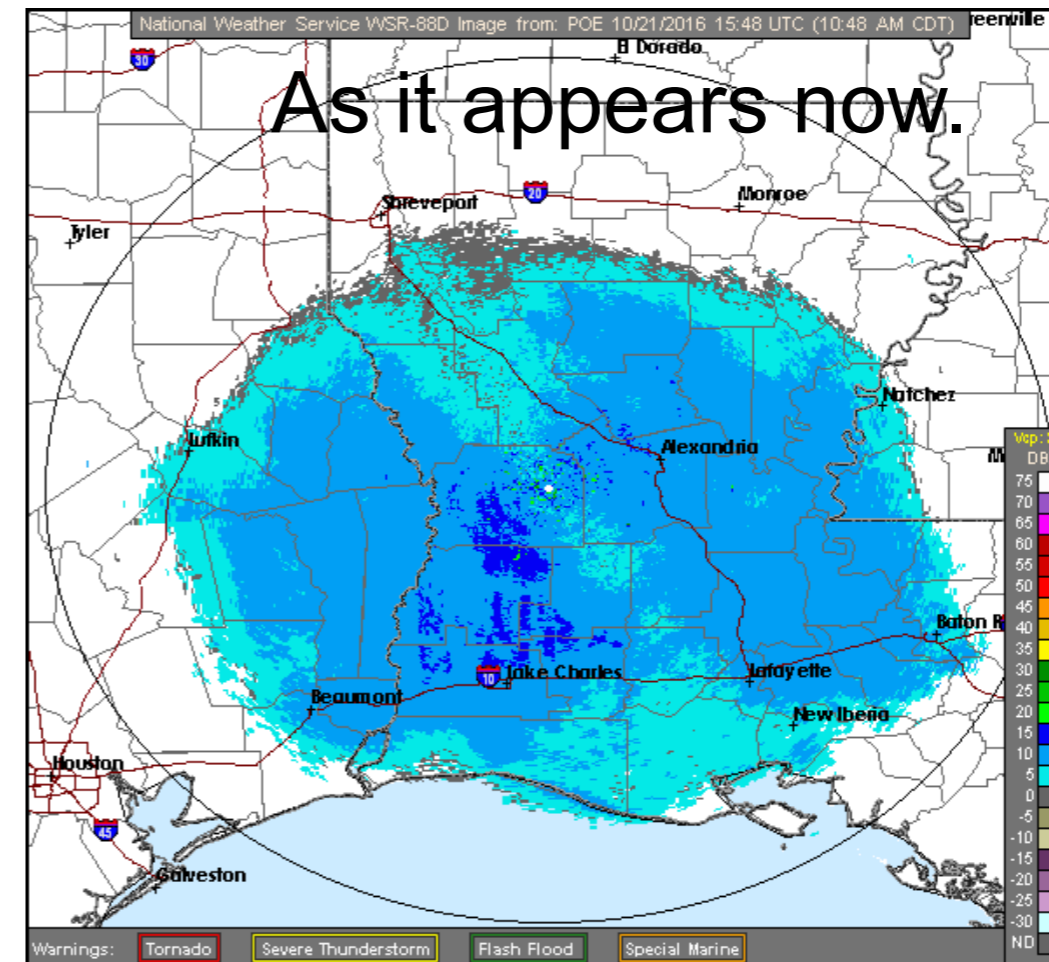 National Weather Service WSR-88D Image from: POE 10/21/2016 15:48 UTC (10:48 AM CDT)
reenville
30
El Dorado
As it appears now.
20
Monroe
Shreveport
Tyler
Natchez
Lufkin
Alexandria
Vcp:
DB
75
70
65
60
55
50
45
40
35
30
25
20
15
10
5
0
-5
-10
-15
-20
-25
-30
ND
Baton R
10
Lake Charles
Lafayette
Beaumont
New Iberia
Houston
45
Galveston
Warnings: Tornado Severe Thunderstorm Flash Flood Special Marine